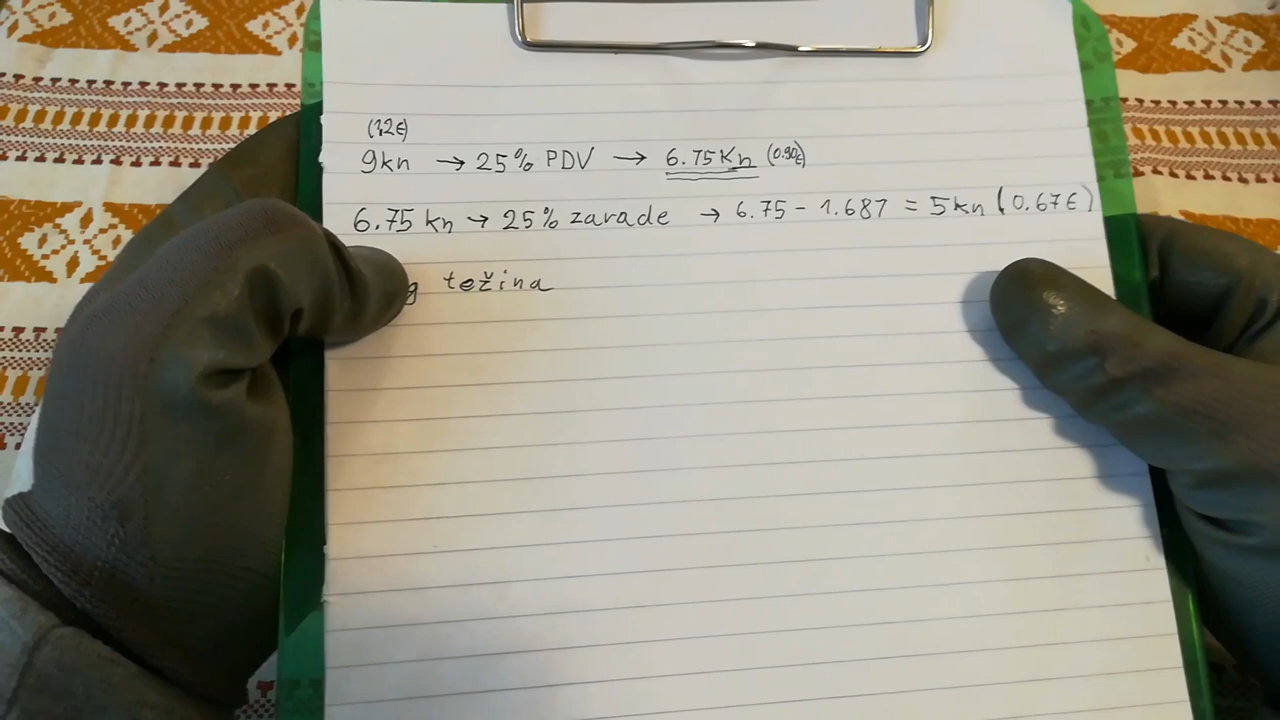 (1,2€)
9kn → 25% PDV → 6.75Kn (0.90€)
6.75 kn → 25% zarade → 6.75 - 1.687 = 5kn (0.67€)
g težina